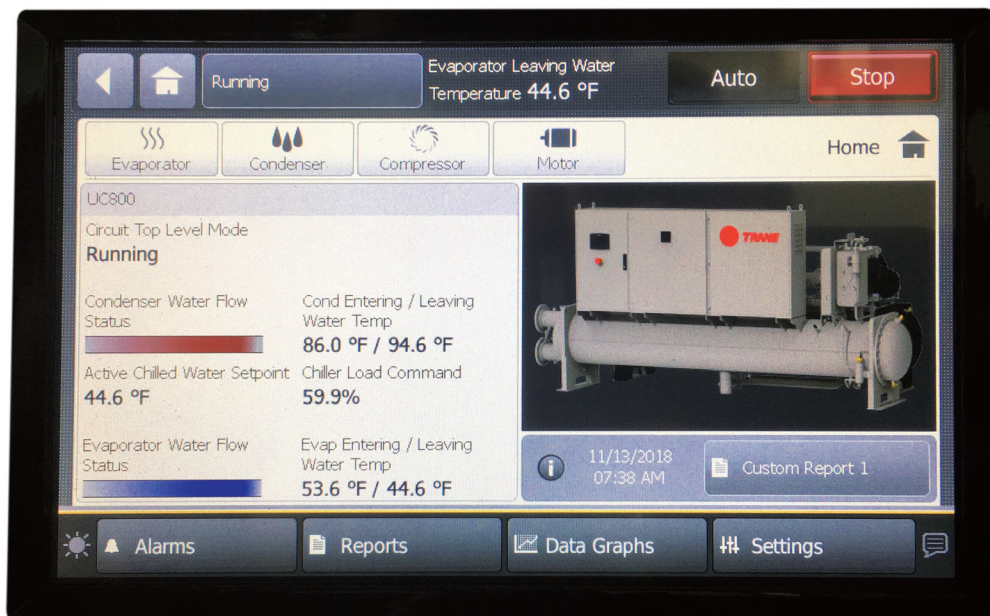 Running
Evaporator Leaving Water
Temperature 44.6 °F
Auto
Stop
Evaporator
Condenser
Compressor
Motor
Home
UC800
Circuit Top Level Mode
Running
Condenser Water Flow
Status
Cond Entering / Leaving
Water Temp
86.0 °F / 94.6 °F
Active Chilled Water Setpoint
44.6 °F
Chiller Load Command
59.9%
Evaporator Water Flow
Status
Evap Entering / Leaving
Water Temp
53.6 °F / 44.6 °F
TRANE
11/13/2018
07:38 AM
Custom Report 1
Alarms
Reports
Data Graphs
Settings